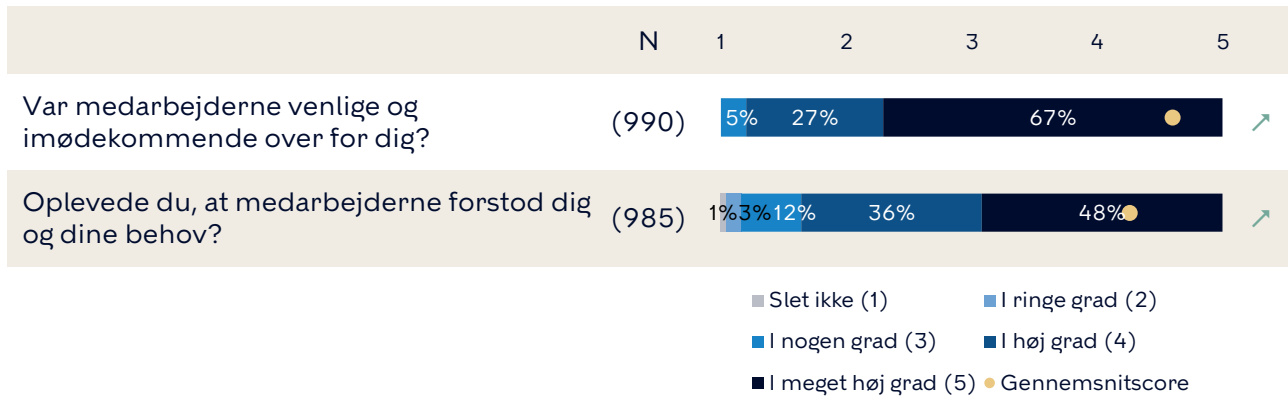 N 1 2 3 4 5
Var medarbejderne venlige og
imødekommende over for dig?
(990) 5% 27% 67%
Oplevede du, at medarbejderne forstod dig
og dine behov?
(985) 1% 3% 12% 36% 48%
Slet ikke (1) I ringe grad (2)
I nogen grad (3) I høj grad (4)
I meget høj grad (5) Gennemsnitscore